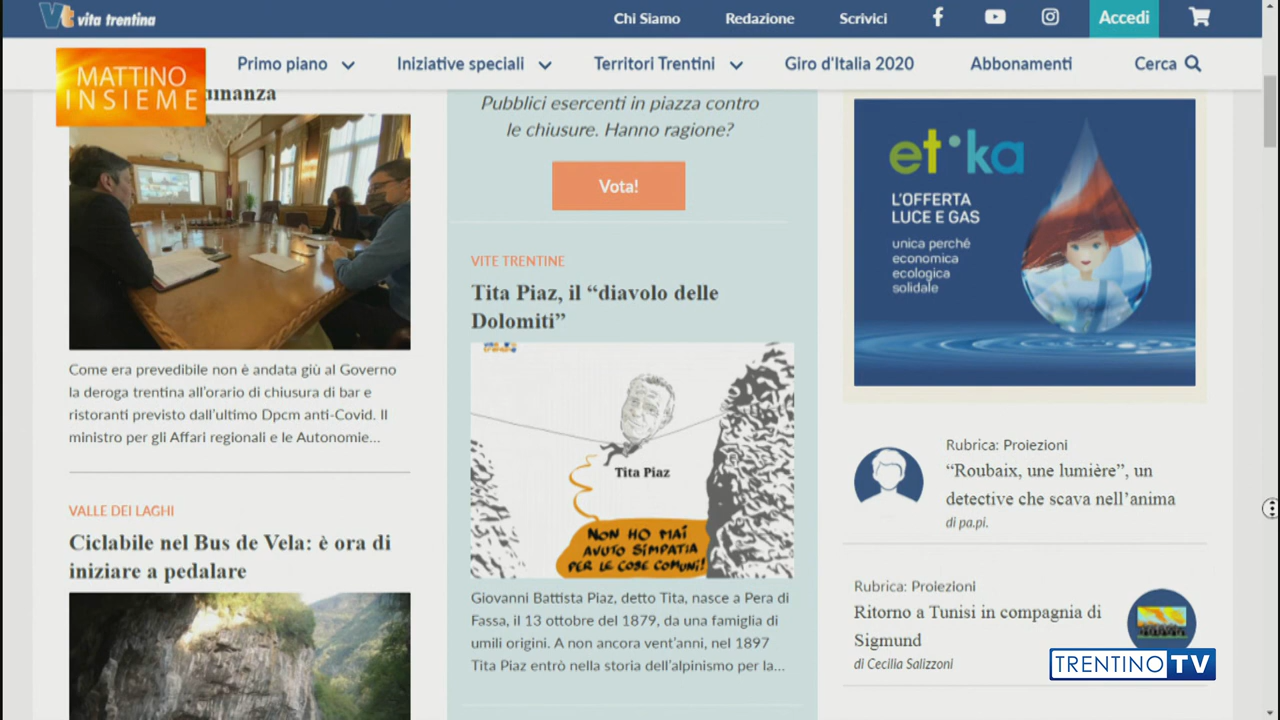 Vt vita trentina
Chi Siamo
Redazione
Scrivici
Accedi
MATTINO
INSIEME
Primo piano
Iniziative speciali
Territori Trentini
Giro d'Italia 2020
Abbonamenti
Cerca
dinanza
Come era prevedibile non è andata giù al Governo
la deroga trentina all'orario di chiusura di bar e
ristoranti previsto dall'ultimo Dpcm anti-Covid. Il
ministro per gli Affari regionali e le Autonomie...
VALLE DEI LAGHI
Ciclabile nel Bus de Vela: è ora di
iniziare a pedalare
Pubblici esercenti in piazza contro
le chiusure. Hanno ragione?
Vota!
VITE TRENTINE
Tita Piaz, il “diavolo delle
Dolomiti”
Tita Piaz
NON HO MAI
AVUTO SIMPATIA
PER LE COSE COMUNI!
Giovanni Battista Piaz, detto Tita, nasce a Pera di
Fassa, il 13 ottobre del 1879, da una famiglia di
umili origini. A non ancora vent'anni, nel 1897
Tita Piaz entrò nella storia dell'alpinismo per la...
etika
L'OFFERTA
LUCE E GAS
unica perché
economica
ecologica
solidale
Rubrica: Proiezioni
“Roubaix, une lumière”, un
detective che scava nell'anima
di pa.pi.
Rubrica: Proiezioni
Ritorno a Tunisi in compagnia di
Sigmund
di Cecilia Salizzoni
TRENTINO TV